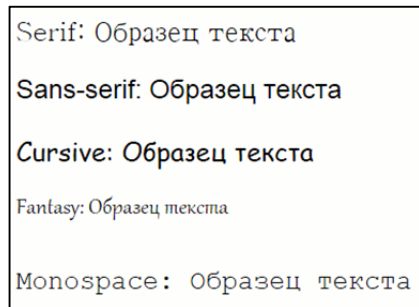 Serif: Образец текста
Sans-serif: Образец текста
Cursive: Образец текста
Fantasy: Образец текста
Monospace: Образец текста